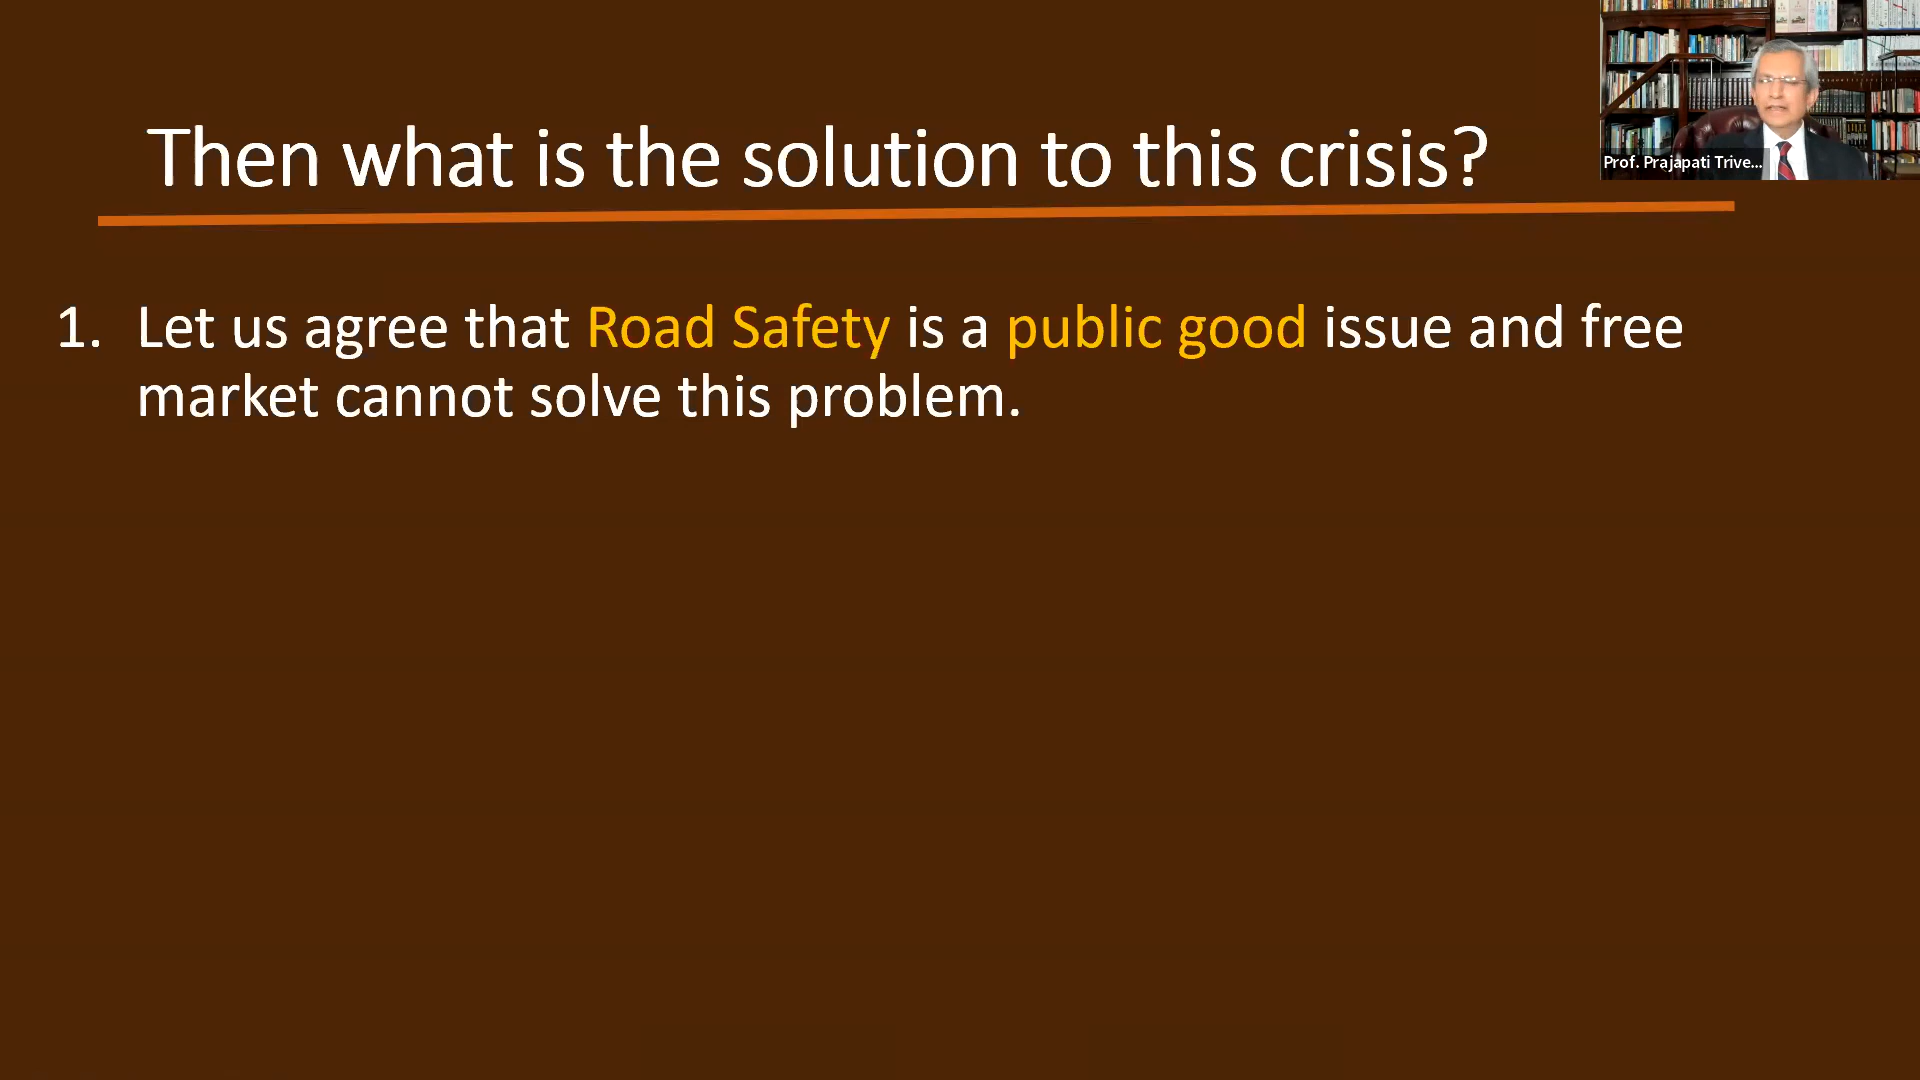 Then what is the solution to this crisis?
Prof. Prajapati Trive...
1. Let us agree that Road Safety is a public good issue and free
market cannot solve this problem.